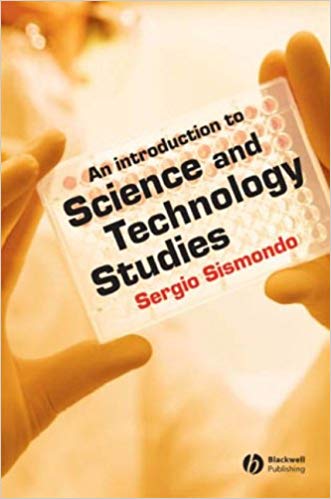 An introduction to
Science and
Technology
Studies
Sergio Sismondo
Blackwell
Publishing